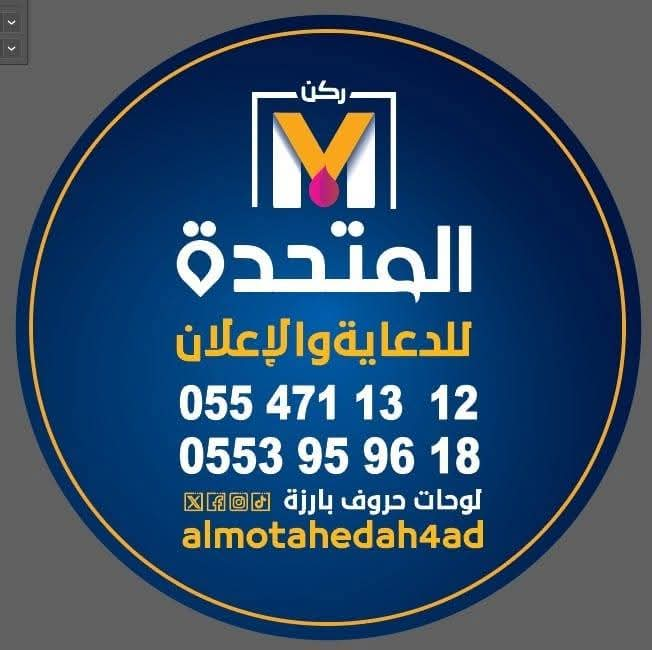 ركن
المتحدة
للدعاية والإعلان
055 471 13 12
0553 95 96 18
لوحات حروف بارزة
almotahedah4ad